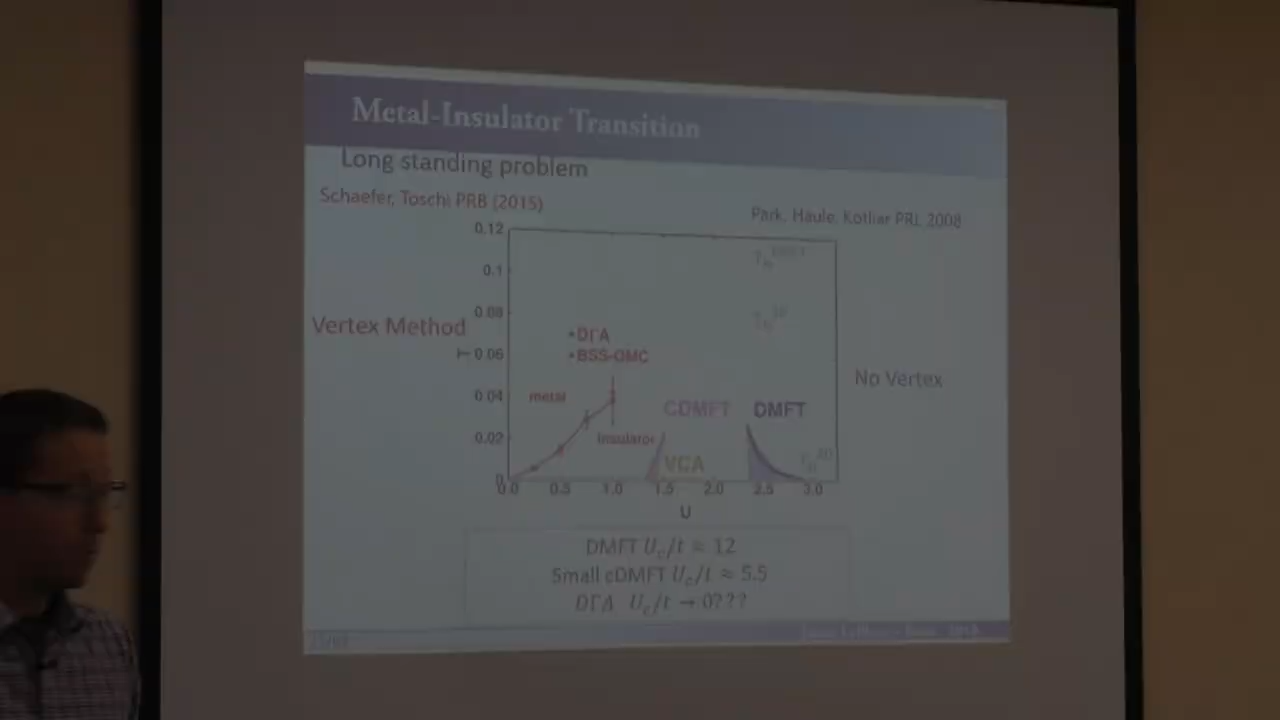 Metal-Insulator Transition
Long standing problem
Schaefer, Toschi PRB (2015)
Park, Haule, Kotliar PRL 2008
0.12
0.1
0.08
Vertex Method
•DΓA
T 0.06
•BSS-QMC
No Vertex
0.04
metal
CDMFT
DMFT
0.02
Insulator
VCA
0
0.0 0.5 1.0 1.5 2.0 2.5 3.0
U
DMFT U_c/t ≈ 12
Small cDMFT U_c/t ≈ 5.5
DΓA U_c/t → 0???